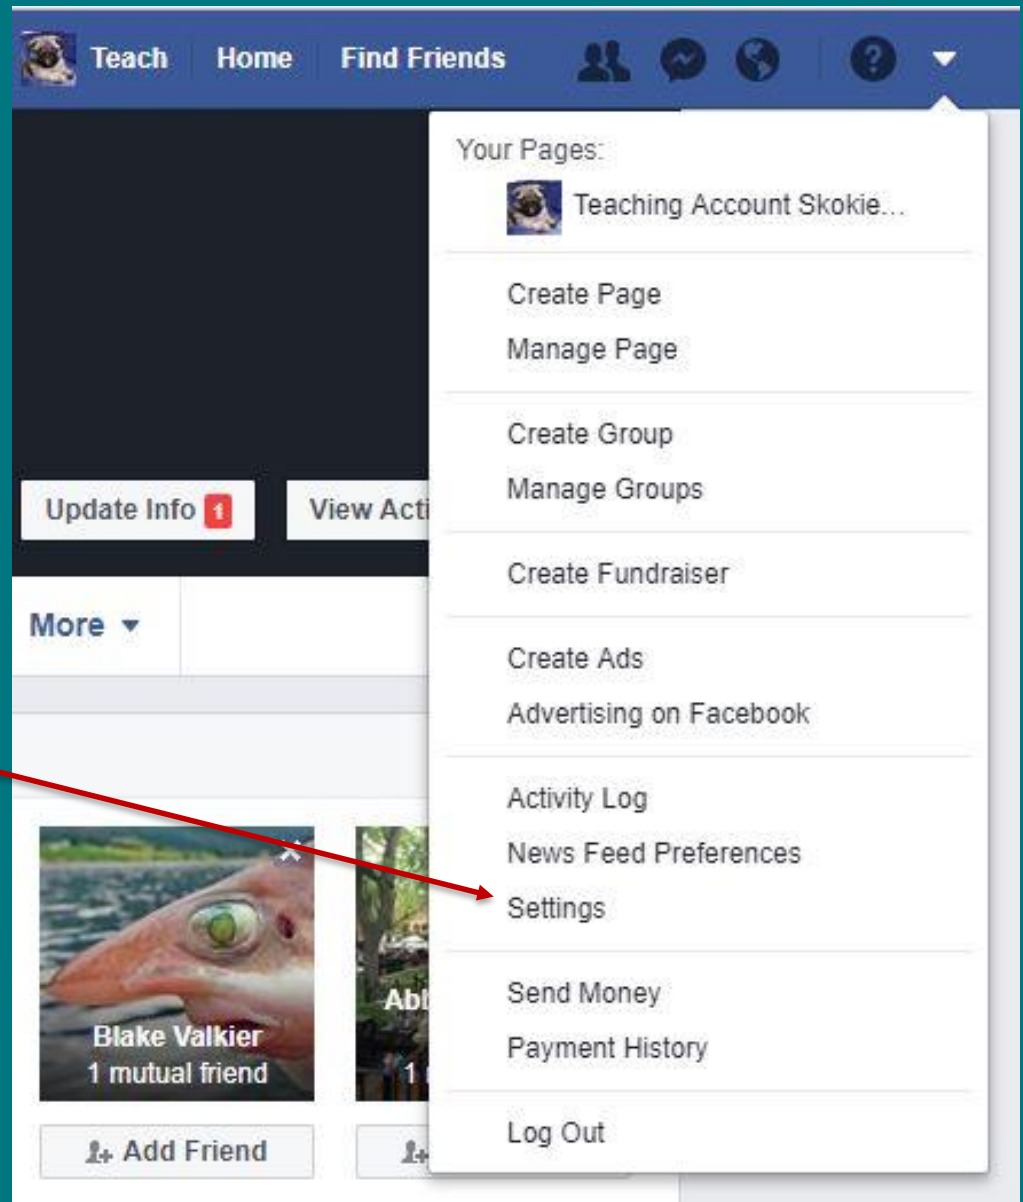 Teach Home Find Friends
Your Pages:
Teaching Account Skokie...
Create Page
Manage Page
Create Group
Manage Groups
Create Fundraiser
Create Ads
Advertising on Facebook
Activity Log
News Feed Preferences
Settings
Send Money
Payment History
Log Out
Update Info 1
View Acti
More
Blake Valkier
1 mutual friend
Add Friend
Abb
1